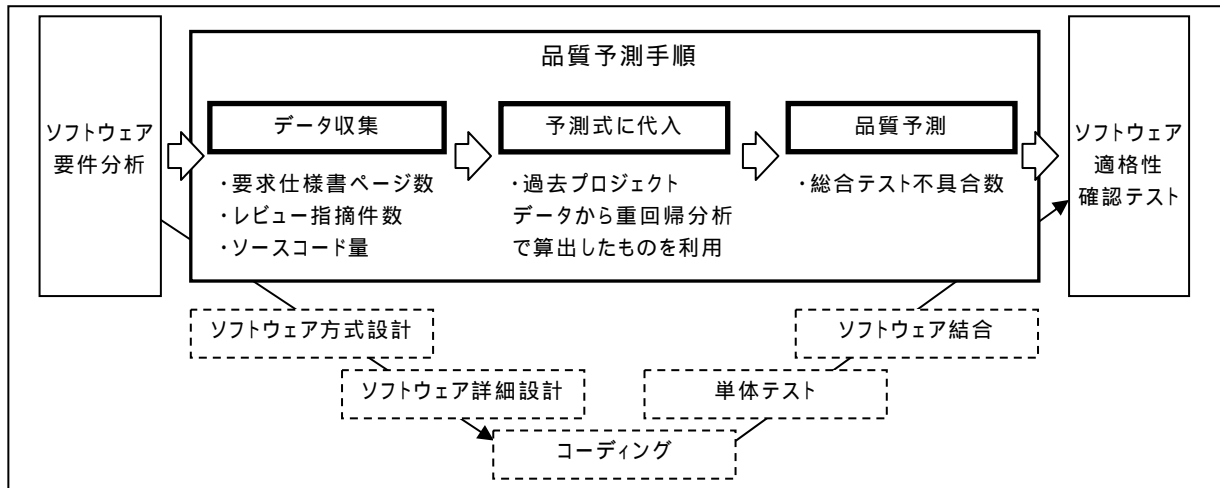 品質予測手順
ソフトウェア
要件分析
データ収集
・要求仕様書ページ数
・レビュー指摘件数
・ソースコード量
予測式に代入
・過去プロジェクト
データから重回帰分析
で算出したものを利用
品質予測
・総合テスト不具合数
ソフトウェア
適格性
確認テスト
ソフトウェア方式設計
ソフトウェア結合
ソフトウェア詳細設計
単体テスト
コーディング